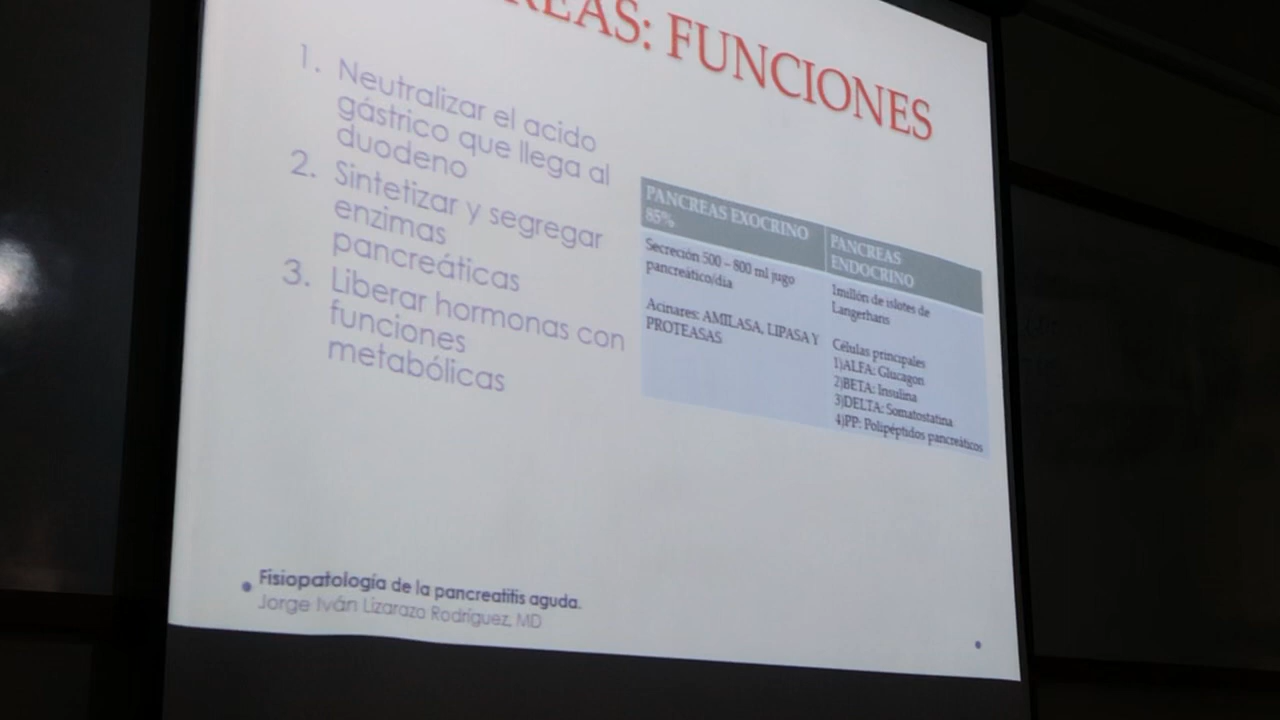 REAS: FUNCIONES
1. Neutralizar el acido
gástrico que llega al
duodeno
2. Sintetizar y segregar
enzimas
pancreáticas
3. Liberar hormonas con
funciones
metabólicas
PANCREAS EXOCRINO
85%
Secreción 500 – 800 ml jugo
pancreático/día
Acinares: AMILASA, LIPASA Y
PROTEASAS
PANCREAS
ENDOCRINO
1millón de islotes de
Langerhans
Células principales
1)ALFA: Glucagon
2)BETA: Insulina
3)DELTA: Somatostatina
4)PP: Polipéptidos pancreáticos
• Fisiopatología de la pancreatitis aguda.
Jorge Iván Lizarazo Rodríguez, MD